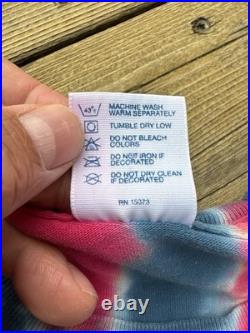 MACHINE WASH
WARM SEPARATELY
TUMBLE DRY LOW
DO NOT BLEACH
COLORS
DO NOT IRON IF
DECORATED
DO NOT DRY CLEAN
IF DECORATED
RN 15373